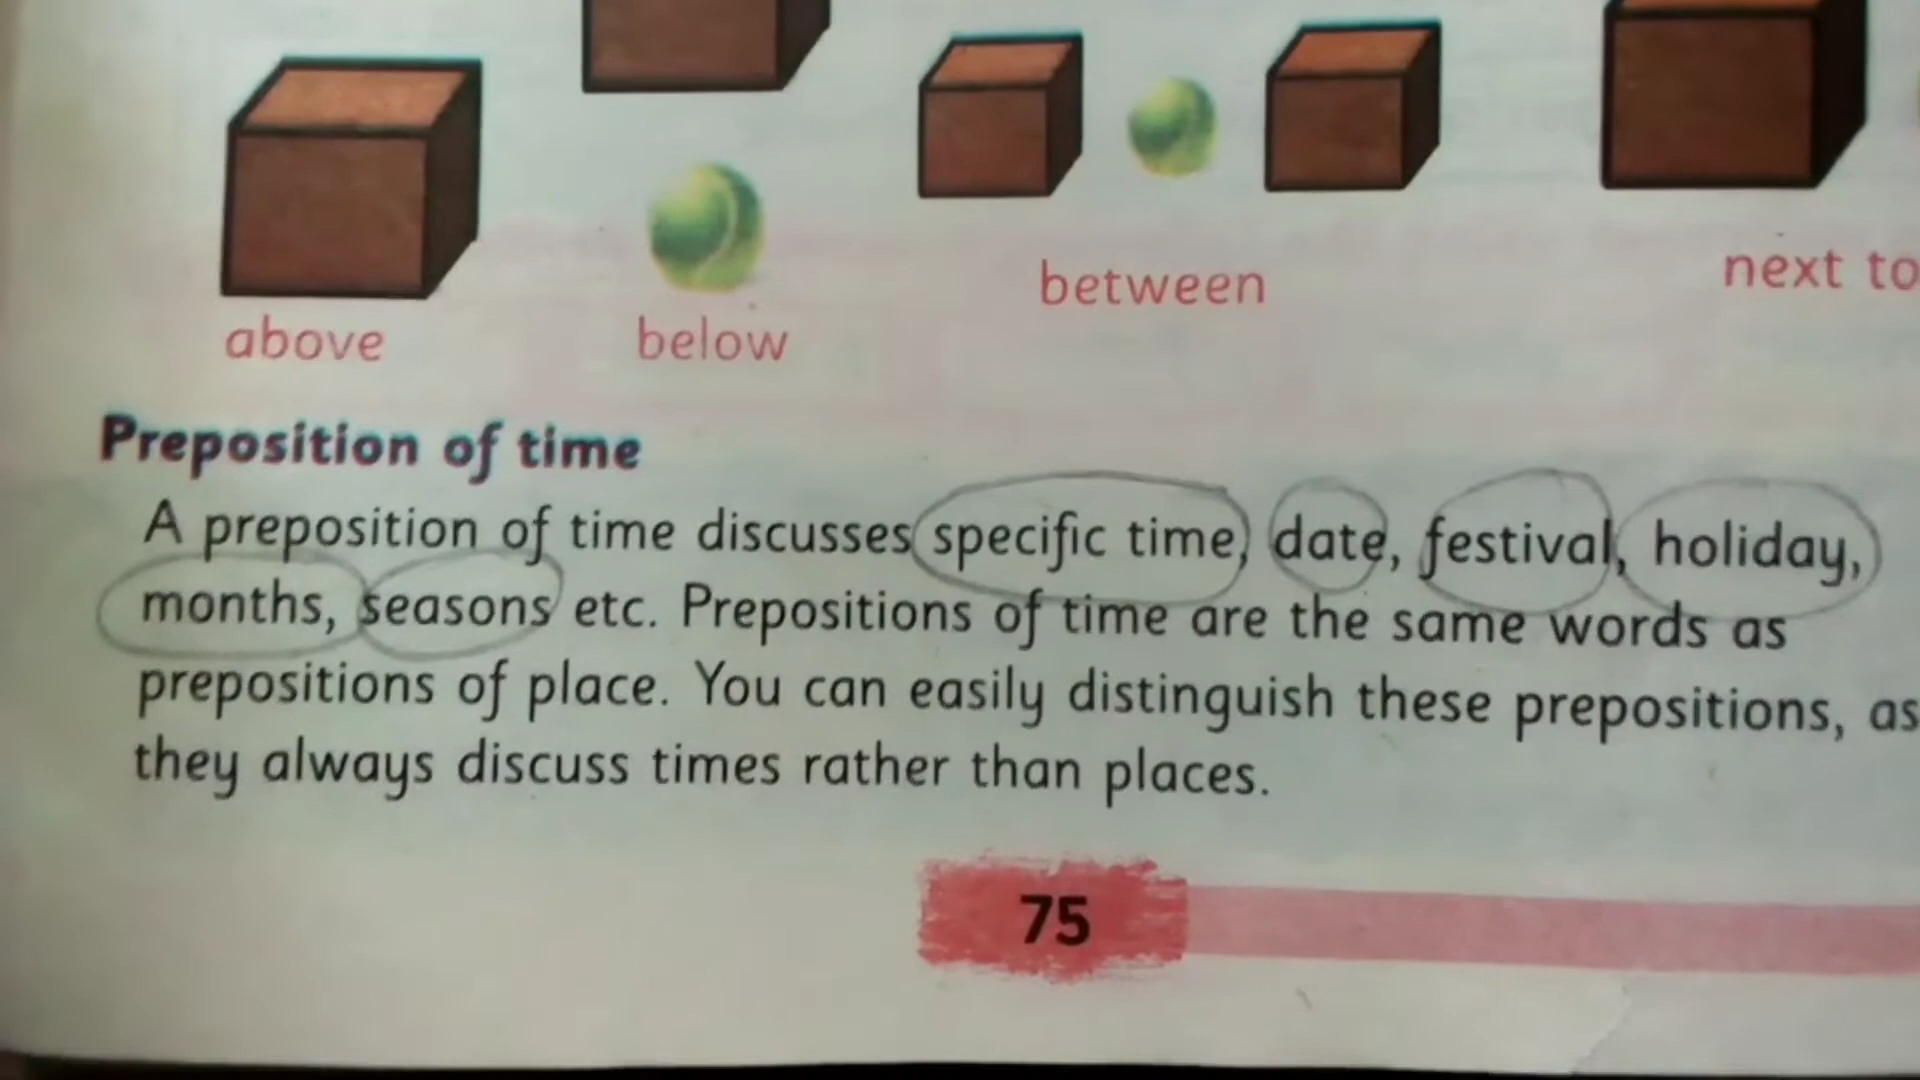 above
below
between
next to
Preposition of time
A preposition of time discusses specific time, date, festival, holiday,
months, seasons etc. Prepositions of time are the same words as
prepositions of place. You can easily distinguish these prepositions, as
they always discuss times rather than places.
75